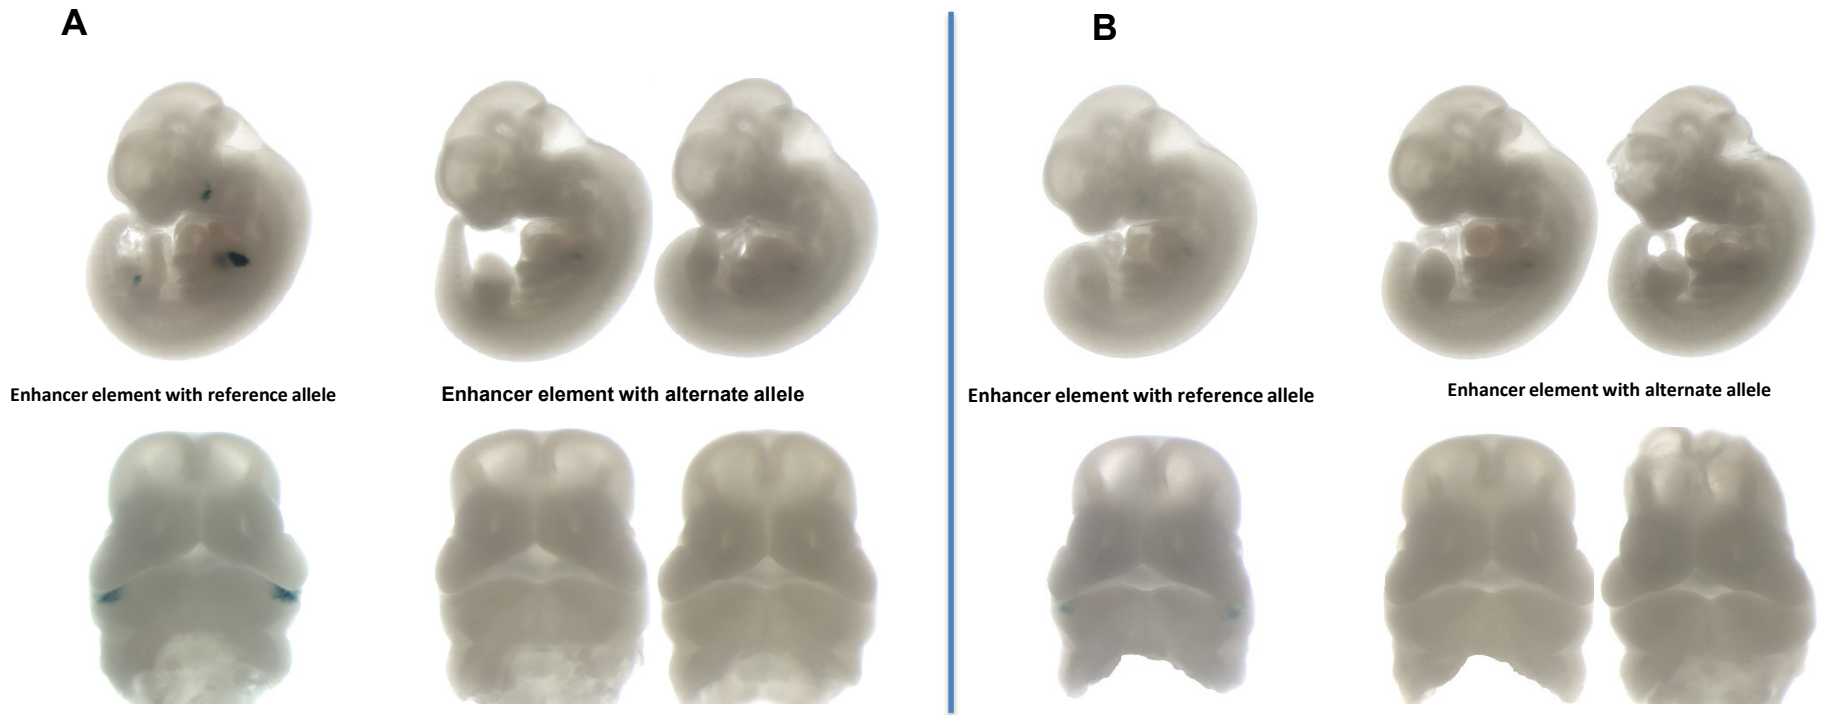 A
B
Enhancer element with reference allele
Enhancer element with alternate allele
Enhancer element with reference allele
Enhancer element with alternate allele